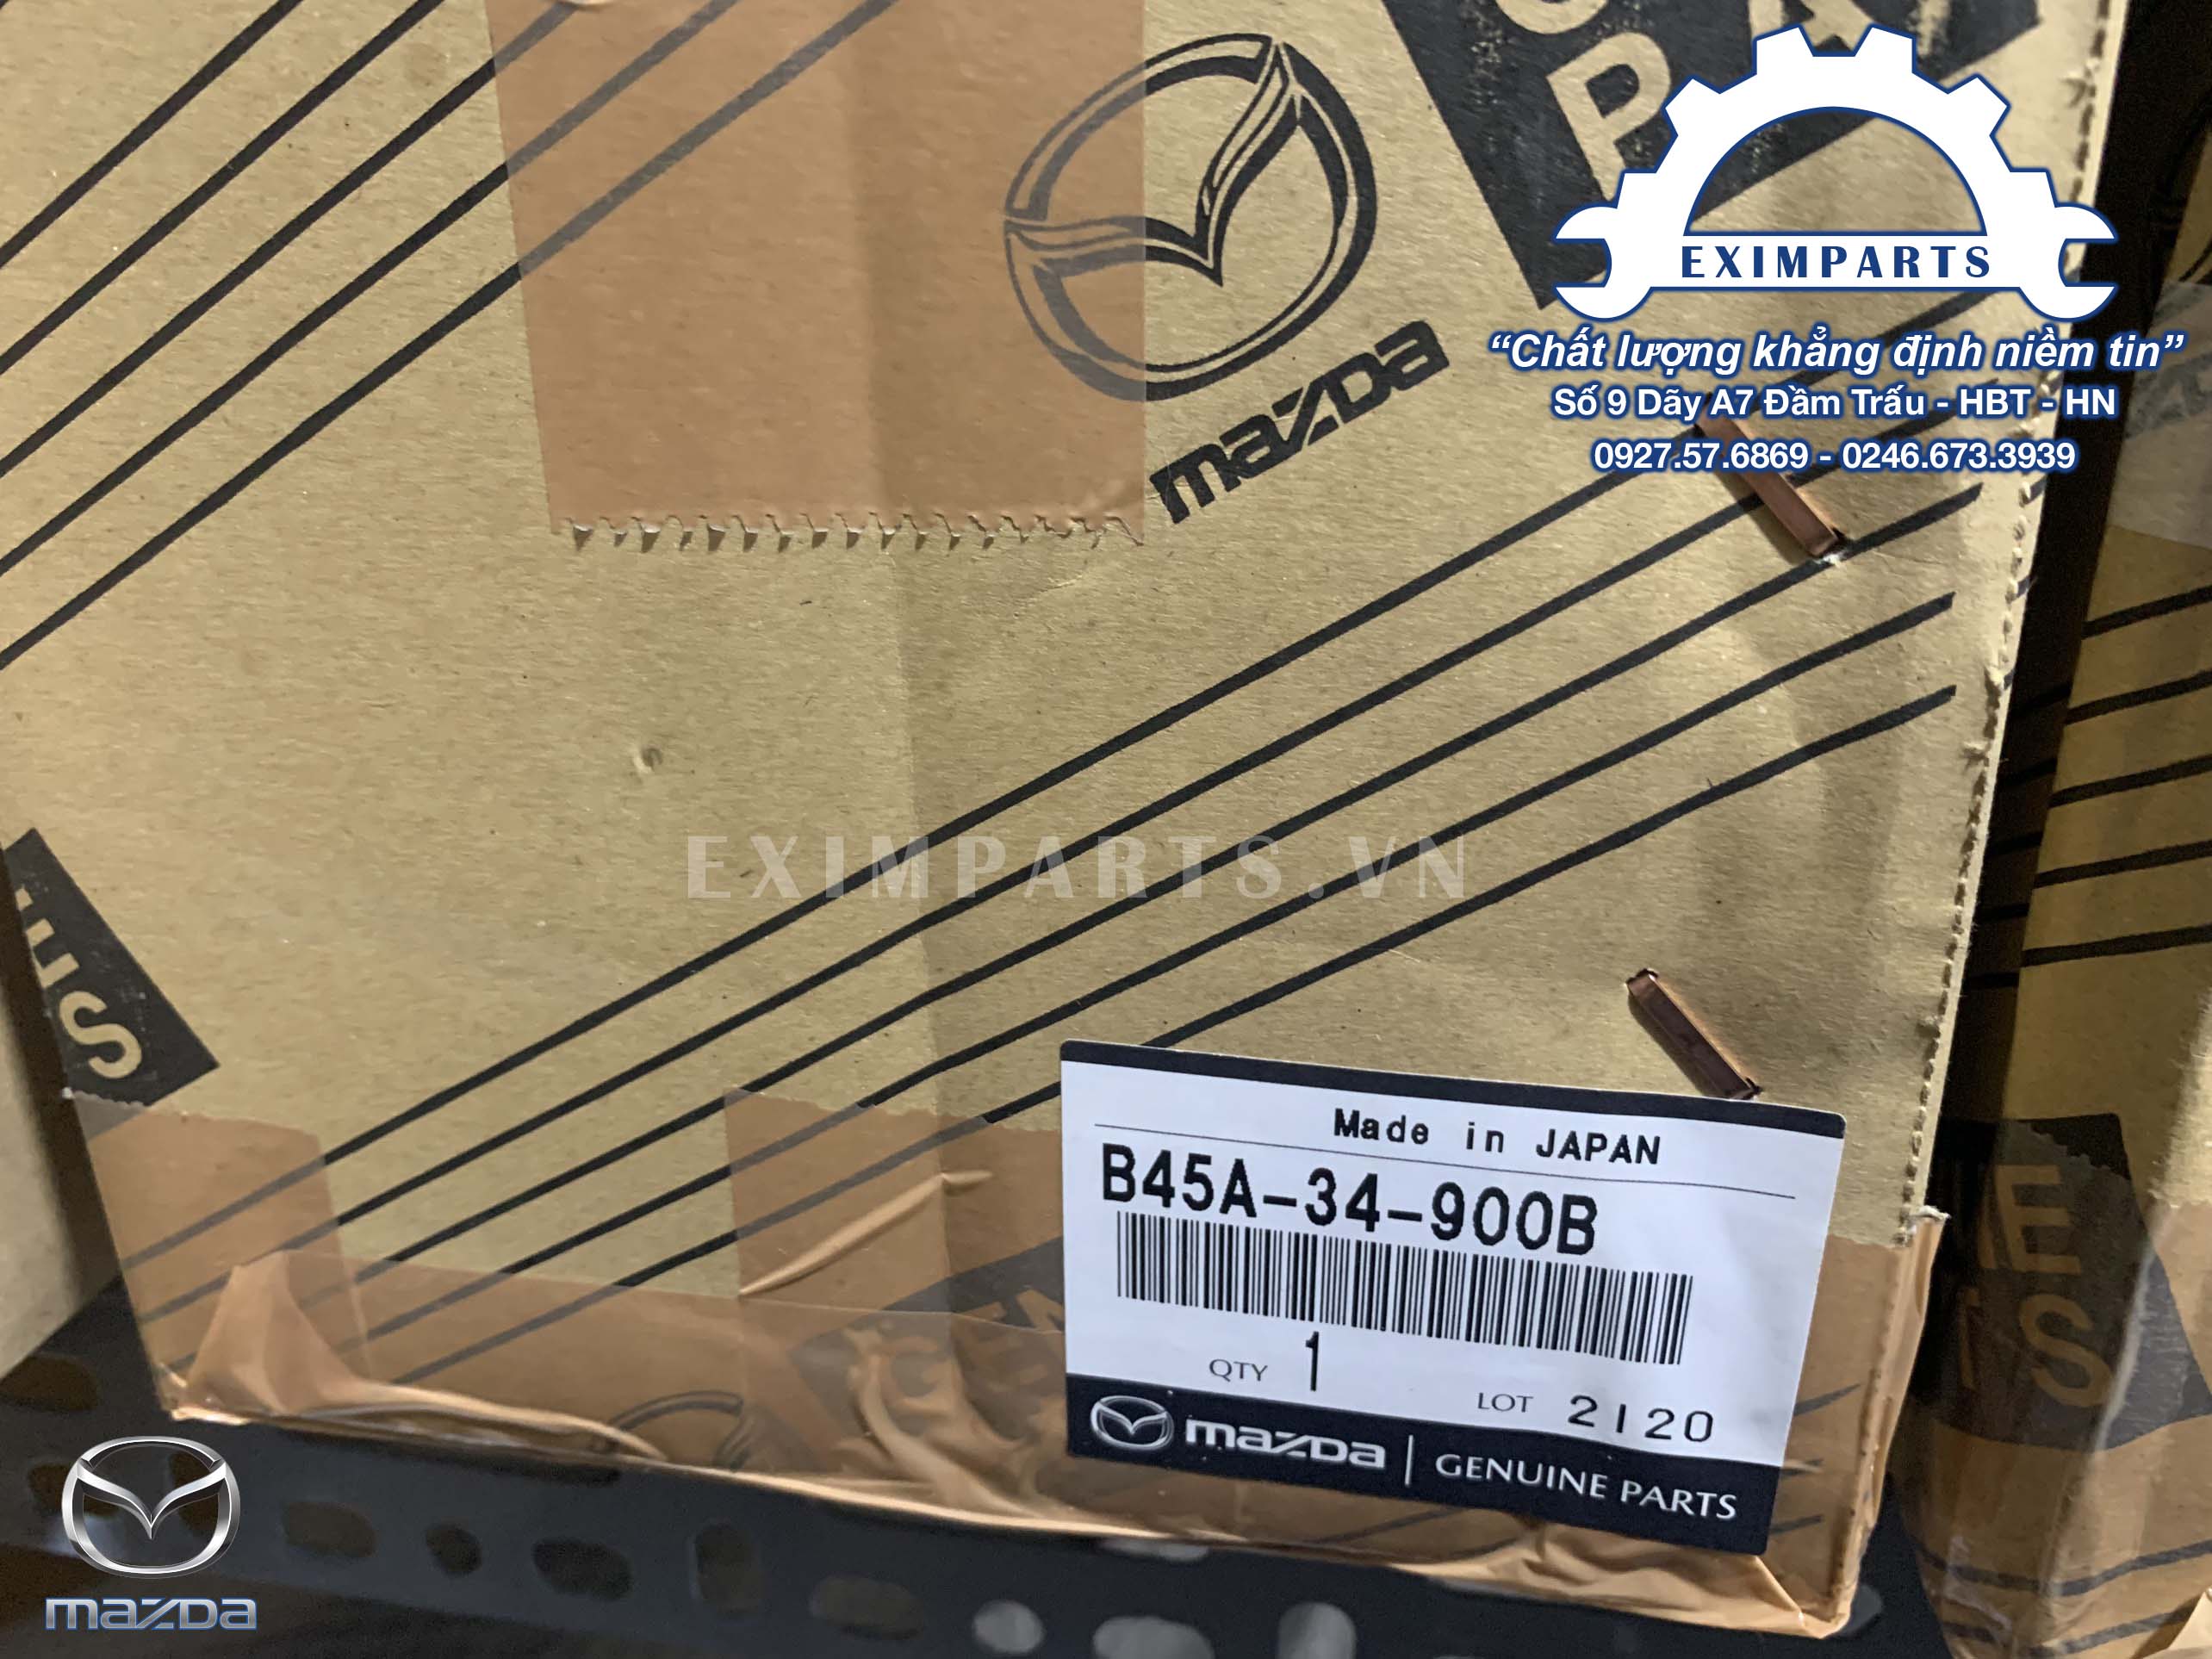 EXIMPARTS
“Chất lượng khẳng định niềm tin”
Số 9 Dãy A7 Đầm Trấu - HBT - HN
0927.57.6869 - 0246.673.3939
mazda
EXIMPARTS.VN
Made in JAPAN
B45A-34-900B
QTY 1
LOT 2120
mazda | GENUINE PARTS
mazda